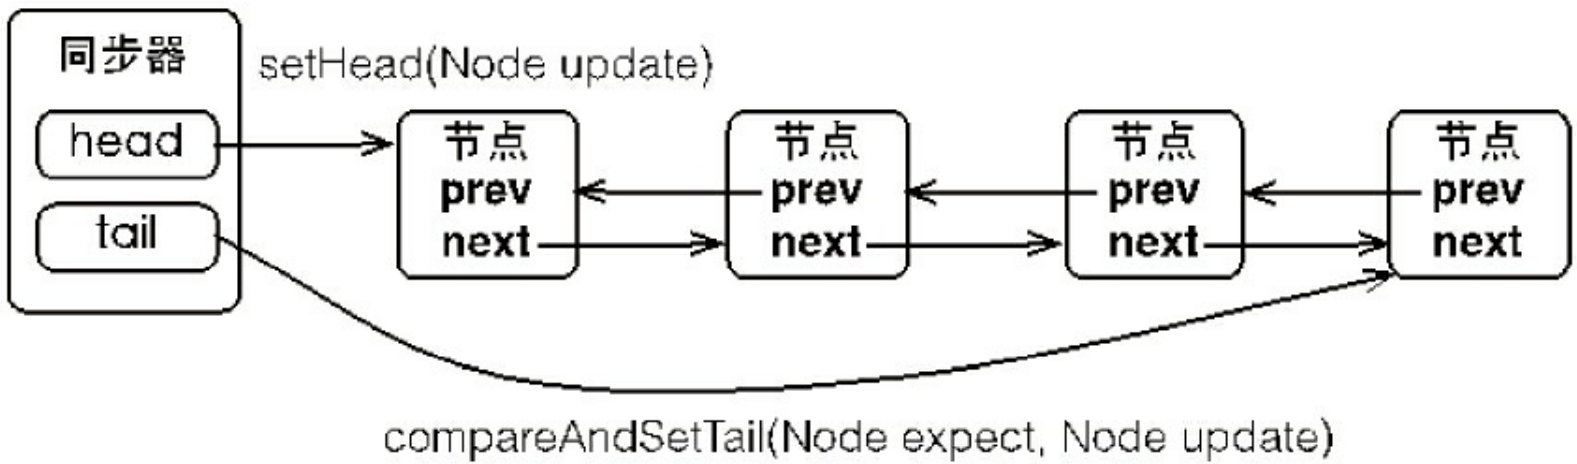 同步器
head
tail
setHead(Node update)
节点
prev
next
节点
prev
next
节点
prev
next
节点
prev
next
compareAndSetTail(Node expect, Node update)